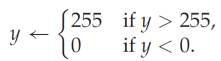 y ← { 255 if y > 255,
0 if y < 0.